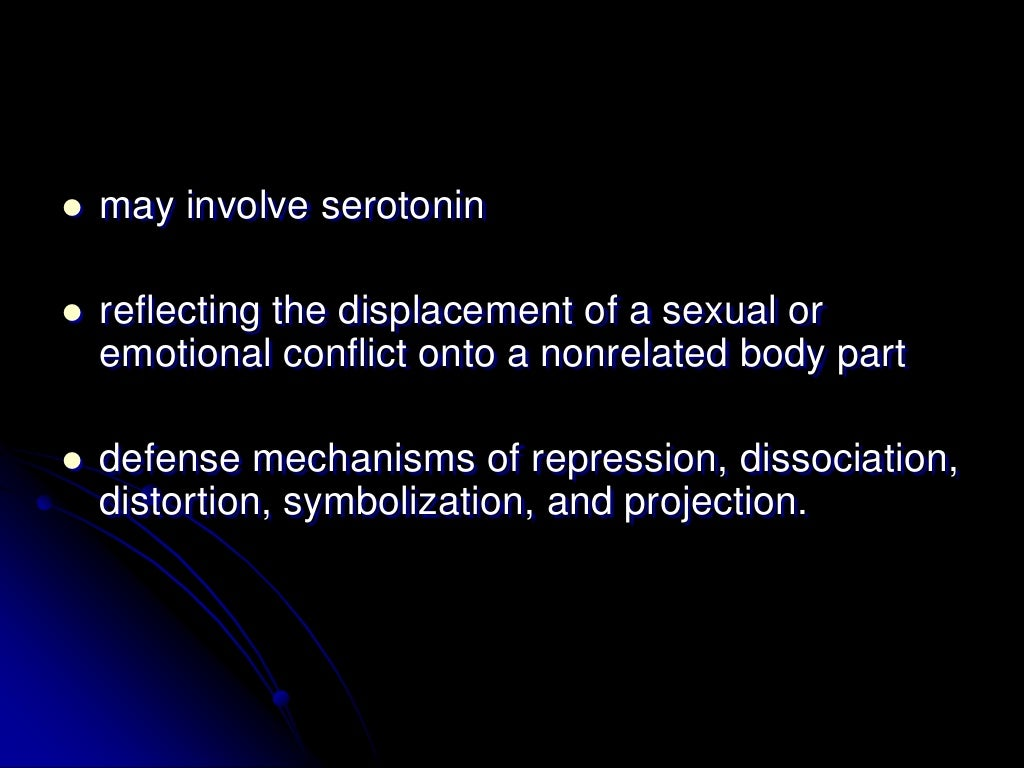 may involve serotonin
reflecting the displacement of a sexual or
emotional conflict onto a nonrelated body part
defense mechanisms of repression, dissociation,
distortion, symbolization, and projection.